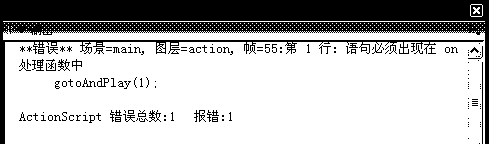 **错误** 场景=main, 图层=action, 帧=55:第 1 行: 语句必须出现在 on
处理函数中
gotoAndPlay(1);
ActionScript 错误总数:1 报错:1